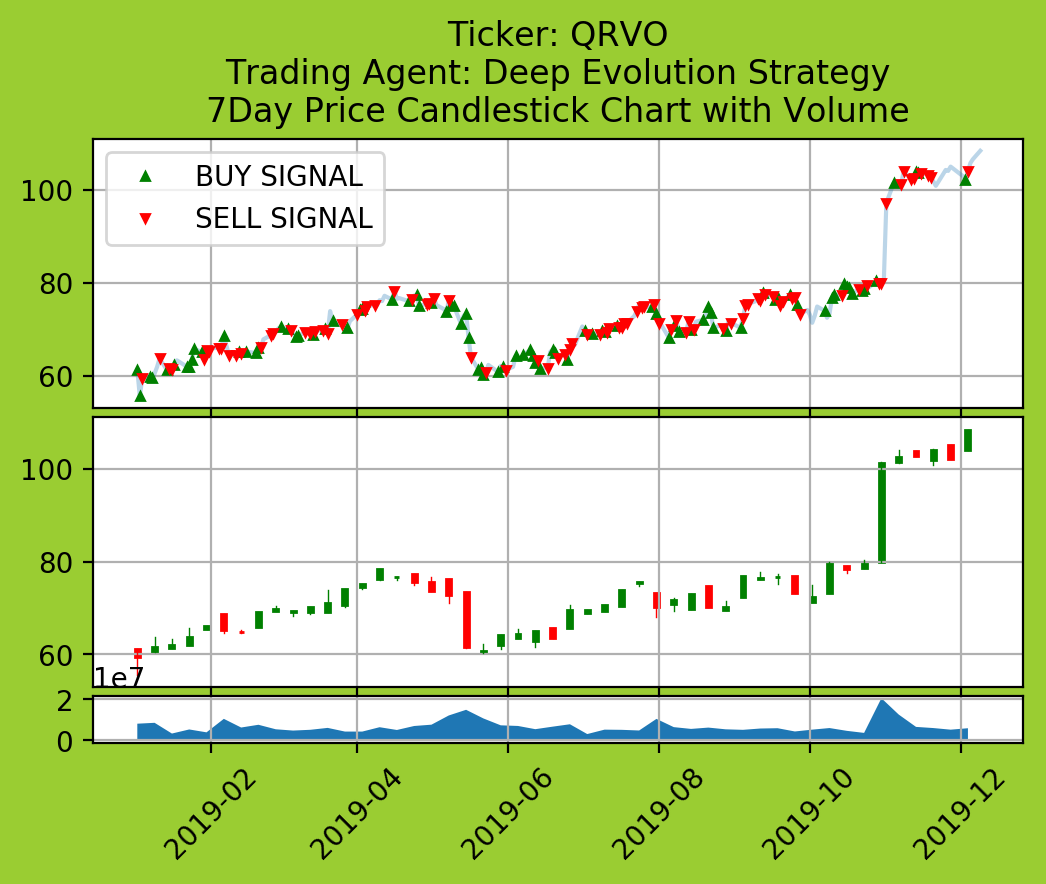 Ticker: QRVO
Trading Agent: Deep Evolution Strategy
7Day Price Candlestick Chart with Volume
BUY SIGNAL
SELL SIGNAL
100
80
60
100
80
60
1e7
2
0
2019-02
2019-04
2019-06
2019-08
2019-10
2019-12